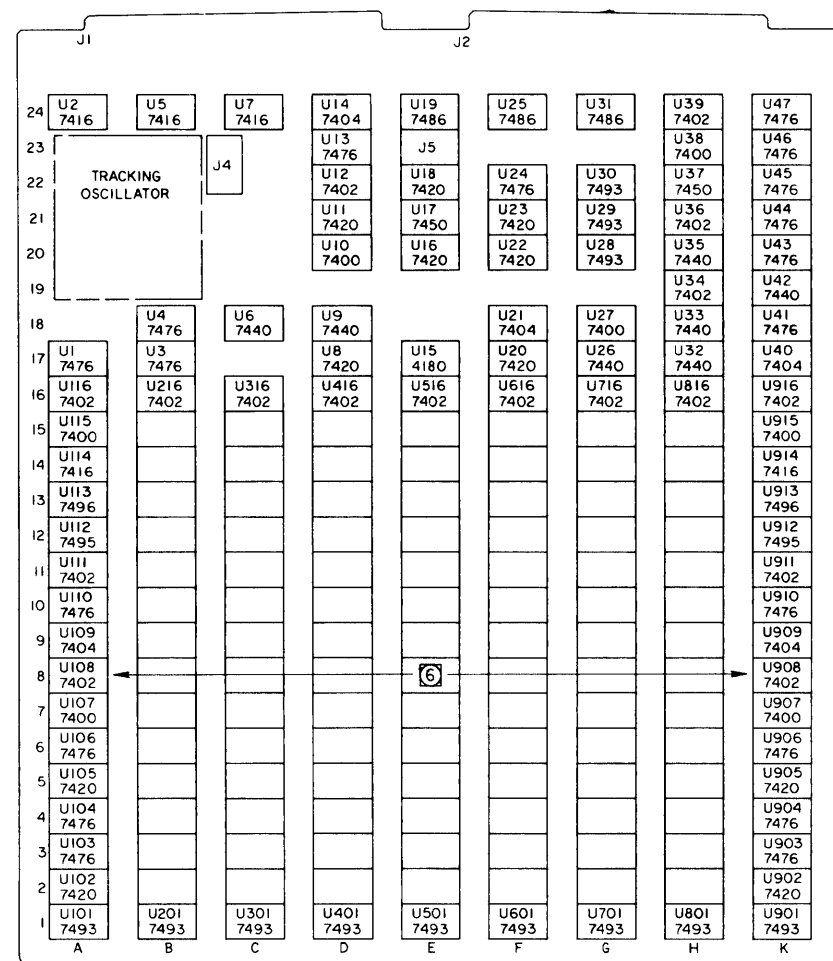 J1
J2
24 U2 U5 U7 U14 U19 U25 U31 U39 U47
7416 7416 7416 7404 7486 7486 7486 7402 7476
23 U13 J5 U38 U46
7476 7400 7476
J4
TRACKING
OSCILLATOR
22 U12 U18 U24 U30 U37 U45
7402 7420 7476 7493 7450 7476
21 U11 U17 U23 U29 U36 U44
7420 7450 7420 7493 7402 7476
20 U10 U16 U22 U28 U35 U43
7400 7420 7420 7493 7440 7476
19 U34 U42
7402 7440
18 U4 U6 U9 U21 U27 U33 U41
7476 7440 7440 7404 7400 7440 7476
17 U1 U3 U8 U15 U20 U26 U32 U40
7476 7476 7420 4180 7420 7440 7440 7404
16 U116 U216 U316 U416 U516 U616 U716 U816 U916
7402 7402 7402 7402 7402 7402 7402 7402 7402
15 U115 U915
7400 7400
14 U114 U914
7416 7416
13 U113 U913
7496 7496
12 U112 U912
7495 7495
11 U111 U911
7402 7402
10 U110 U910
7476 7476
9 U109 U909
7404 7404
8 U108 6 U908
7402 7402
7 U107 U907
7400 7400
6 U106 U906
7476 7476
5 U105 U905
7420 7420
4 U104 U904
7476 7476
3 U103 U903
7476 7476
2 U102 U902
7420 7420
1 U101 U201 U301 U401 U501 U601 U701 U801 U901
7493 7493 7493 7493 7493 7493 7493 7493 7493
A B C D E F G H K